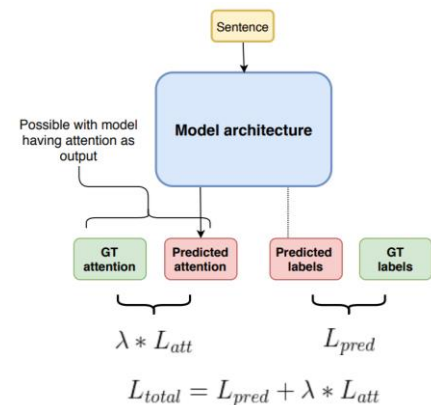 Sentence
Model architecture
Possible with model
having attention as
output
GT
attention
Predicted
attention
Predicted
labels
GT
labels
λ * L_att
L_pred
L_total = L_pred + λ * L_att